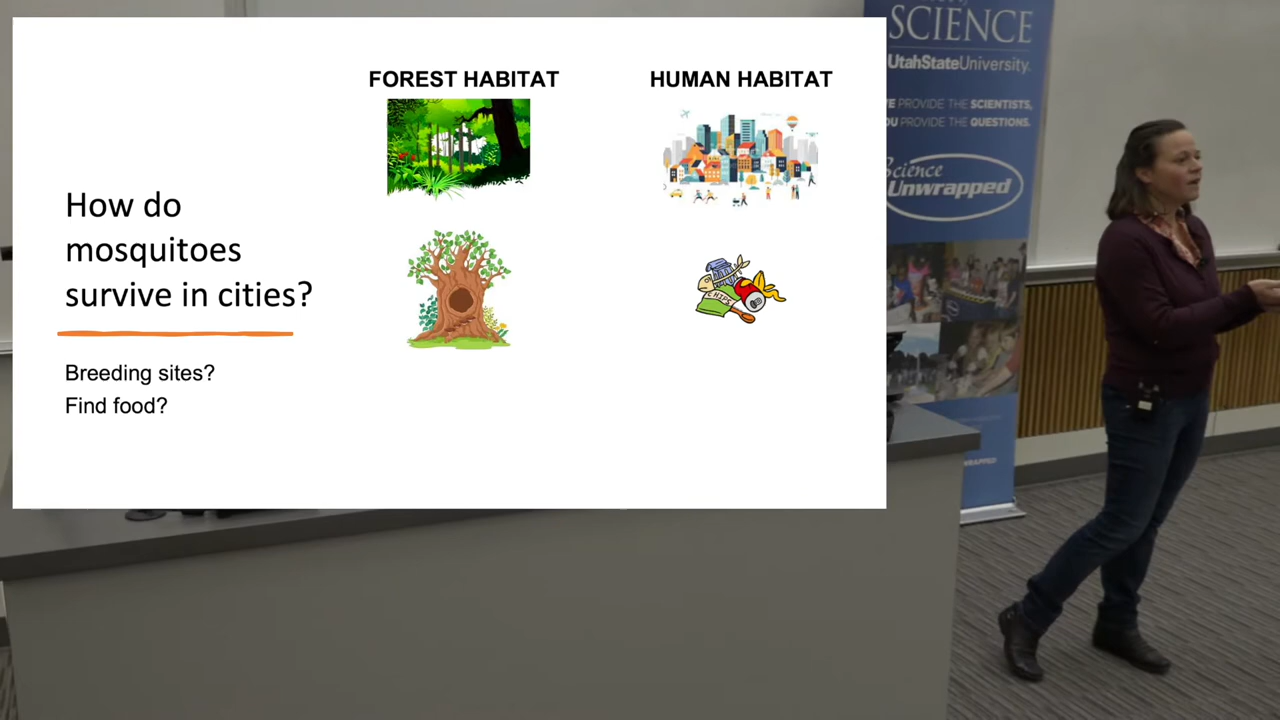 FOREST HABITAT
HUMAN HABITAT
How do
mosquitoes
survive in cities?
Breeding sites?
Find food?
CHIPS
SCIENCE
UtahStateUniversity.
PROVIDE THE SCIENTISTS,
PROVIDE THE QUESTIONS.
Science
Unwrapped